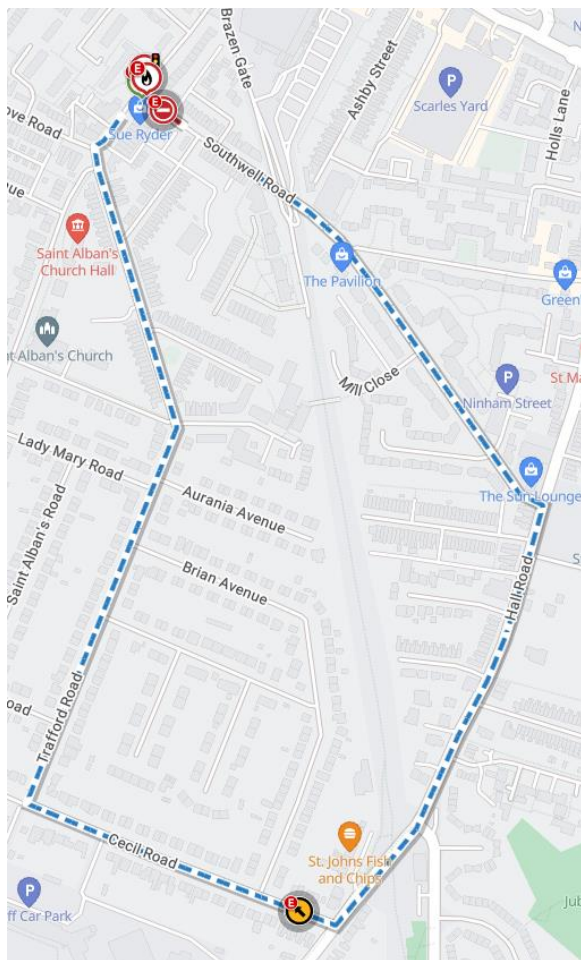 Brazen Gate
Ashby Street
P
Scarles Yard
Holls Lane
N
E
E
ove Road
Sue Ryder
Southwell Road
nue
Saint Alban's
Church Hall
The Pavilion
Green
nt Alban's Church
Mill Close
P
Ninham Street
St Ma
Lady Mary Road
Aurania Avenue
The Sun Lounge
S
Saint Alban's Road
Brian Avenue
Hall Road
oad
Trafford Road
Cecil Road
St. Johns Fish
and Chips
E
P
ff Car Park
Jub